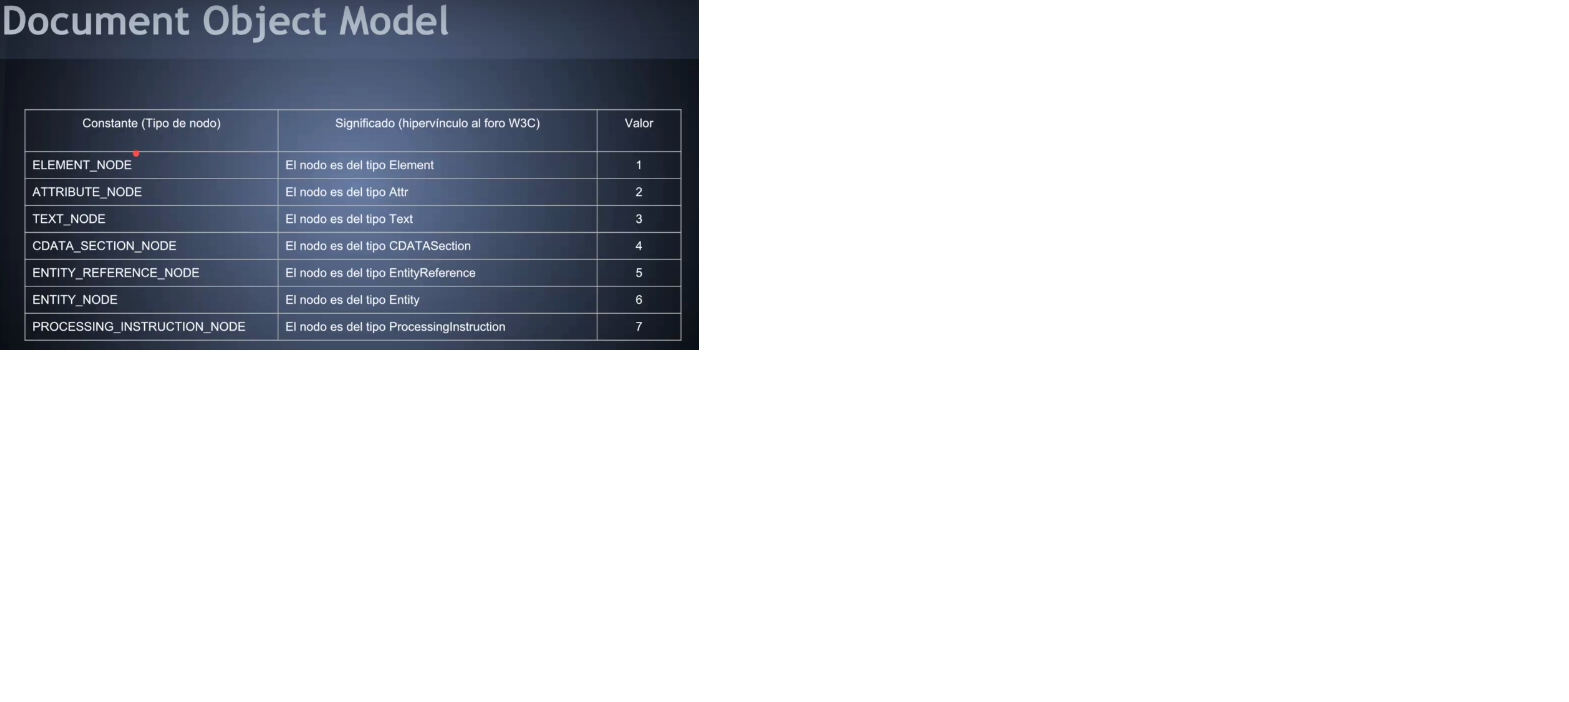 Document Object Model
Constante (Tipo de nodo) Significado (hipervínculo al foro W3C) Valor
ELEMENT_NODE El nodo es del tipo Element 1
ATTRIBUTE_NODE El nodo es del tipo Attr 2
TEXT_NODE El nodo es del tipo Text 3
CDATA_SECTION_NODE El nodo es del tipo CDATASection 4
ENTITY_REFERENCE_NODE El nodo es del tipo EntityReference 5
ENTITY_NODE El nodo es del tipo Entity 6
PROCESSING_INSTRUCTION_NODE El nodo es del tipo ProcessingInstruction 7